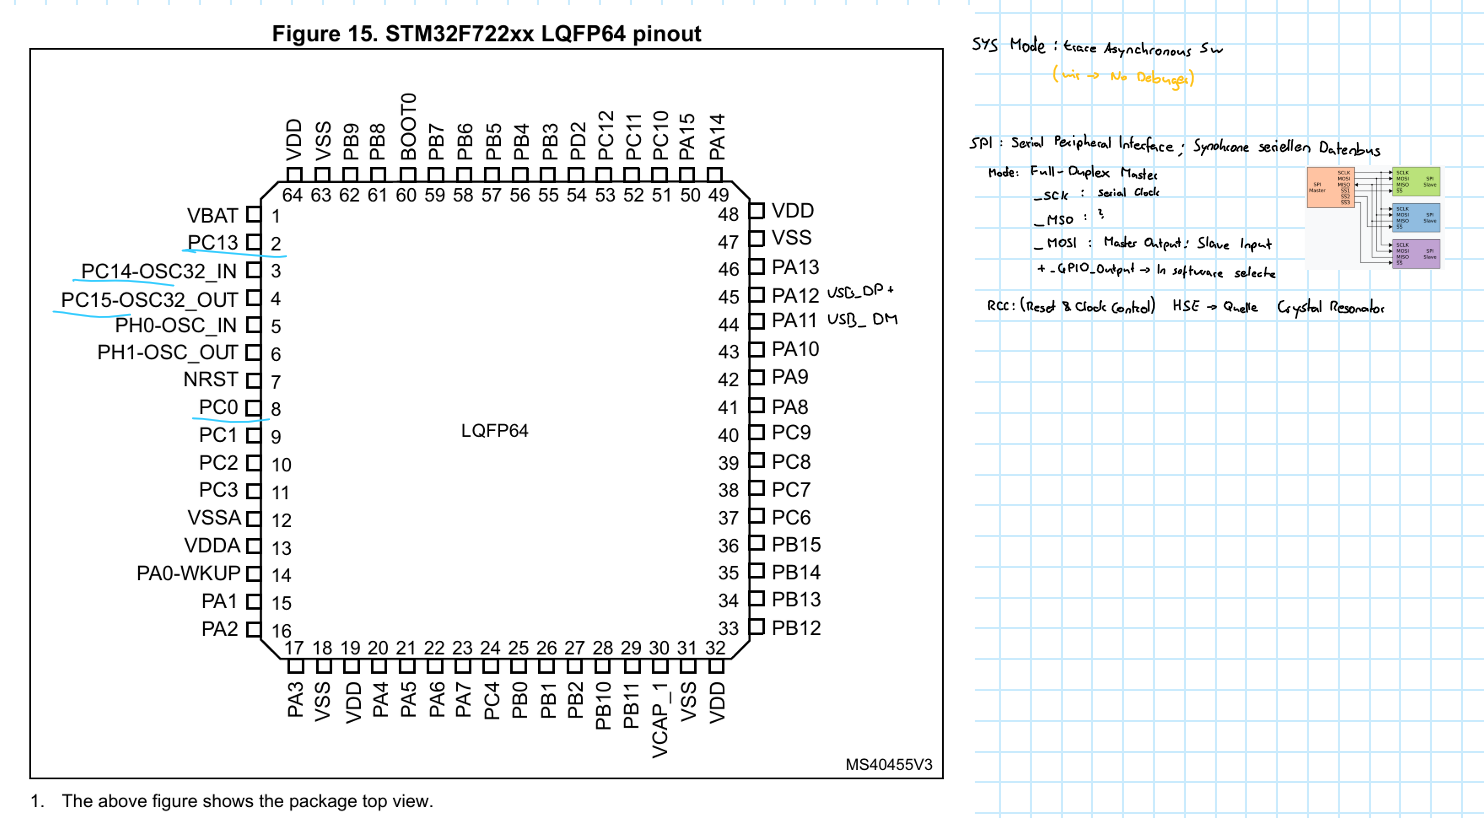 Figure 15. STM32F722xx LQFP64 pinout
VDD
VSS
PB9
PB8
BOOT0
PB7
PB6
PB5
PB4
PB3
PD2
PC12
PC11
PC10
PA15
PA14
64 63 62 61 60 59 58 57 56 55 54 53 52 51 50 49
VBAT 1
PC13 2
PC14-OSC32_IN 3
PC15-OSC32_OUT 4
PH0-OSC_IN 5
PH1-OSC_OUT 6
NRST 7
PC0 8
PC1 9
PC2 10
PC3 11
VSSA 12
VDDA 13
PA0-WKUP 14
PA1 15
PA2 16
LQFP64
48 VDD
47 VSS
46 PA13
45 PA12 USB_DP+
44 PA11 USB_DM
43 PA10
42 PA9
41 PA8
40 PC9
39 PC8
38 PC7
37 PC6
36 PB15
35 PB14
34 PB13
33 PB12
17 18 19 20 21 22 23 24 25 26 27 28 29 30 31 32
PA3
VSS
VDD
PA4
PA5
PA6
PA7
PC4
PB0
PB1
PB2
PB10
PB11
VCAP_1
VSS
VDD
MS40455V3
1. The above figure shows the package top view.
SYS Mode : trace Asynchronous Sw
(wir → No Debugger)
SPI : Serial Peripheral Interface ; Synchrone seriellen Datenbus
Mode: Full-Duplex Master
_SCK : Serial Clock
_MSO : ?
_MOSI : Master Output; Slave Input
+ _GPIO_Output → In software selecte
RCC: (Reset & Clock Control) HSE → Quelle Crystal Resonator
SPI
Master
SCLK
MOSI
MISO
SS1
SS2
SS3
SCLK
MOSI
MISO
SS
SPI
Slave
SCLK
MOSI
MISO
SS
SPI
Slave
SCLK
MOSI
MISO
SS
SPI
Slave